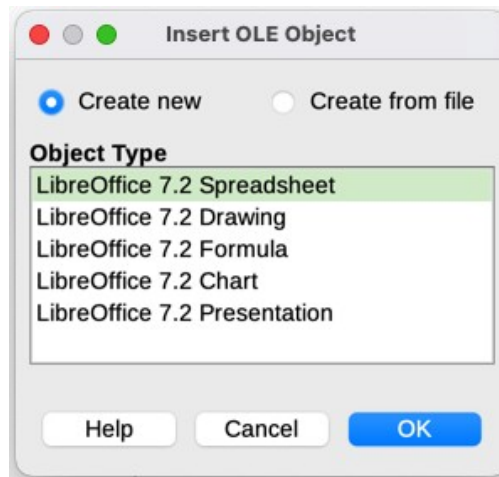 Insert OLE Object
Create new Create from file
Object Type
LibreOffice 7.2 Spreadsheet
LibreOffice 7.2 Drawing
LibreOffice 7.2 Formula
LibreOffice 7.2 Chart
LibreOffice 7.2 Presentation
Help Cancel OK